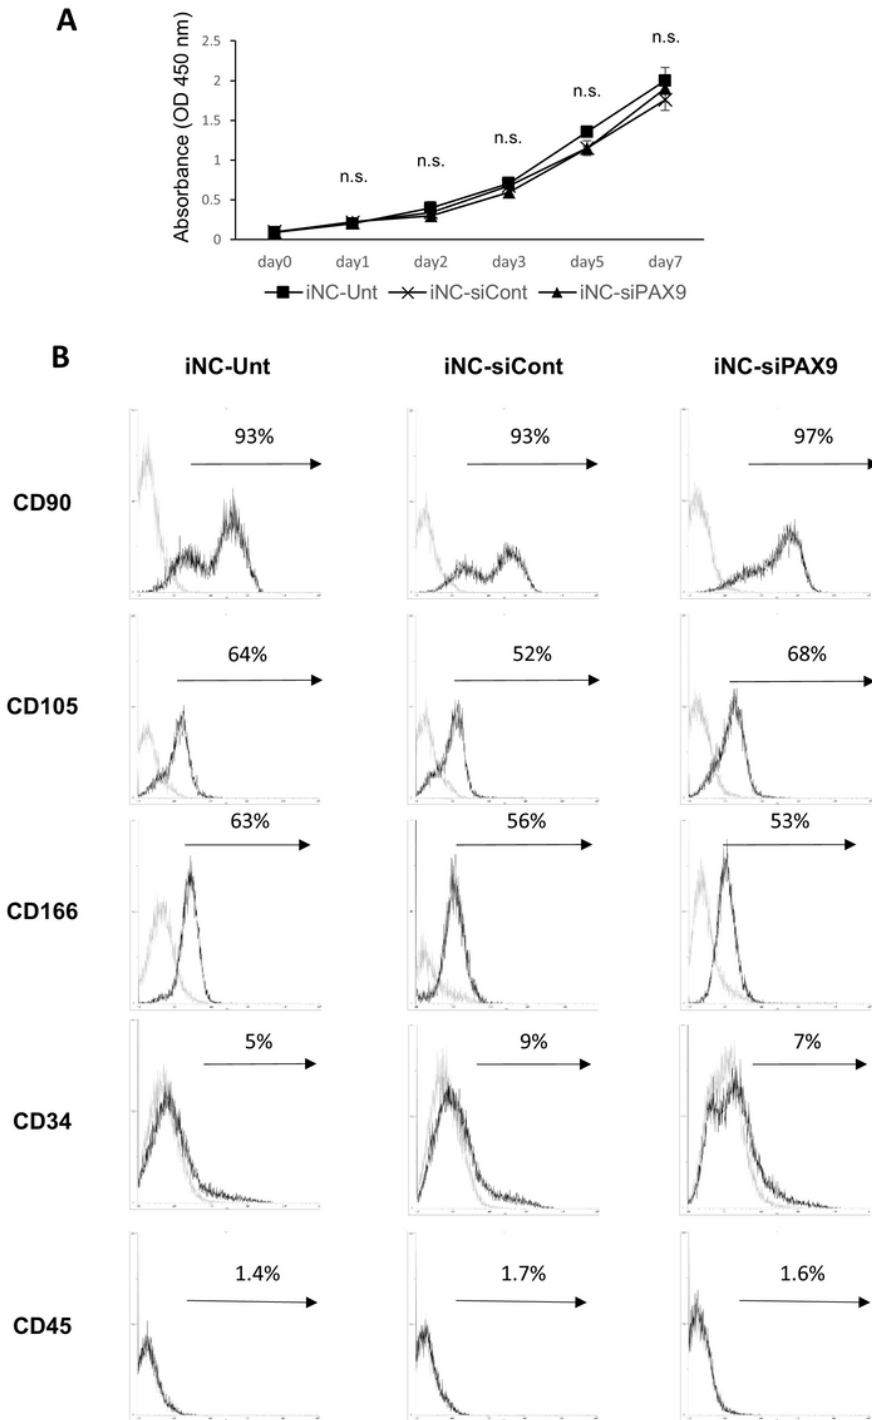 A
Absorbance (OD 450 nm)
2.5
2
1.5
1
0.5
0
n.s.
n.s.
n.s.
n.s.
n.s.
day0 day1 day2 day3 day5 day7
iNC-Unt iNC-siCont iNC-siPAX9
B
iNC-Unt iNC-siCont iNC-siPAX9
CD90
93% 93% 97%
CD105
64% 52% 68%
CD166
63% 56% 53%
CD34
5% 9% 7%
CD45
1.4% 1.7% 1.6%